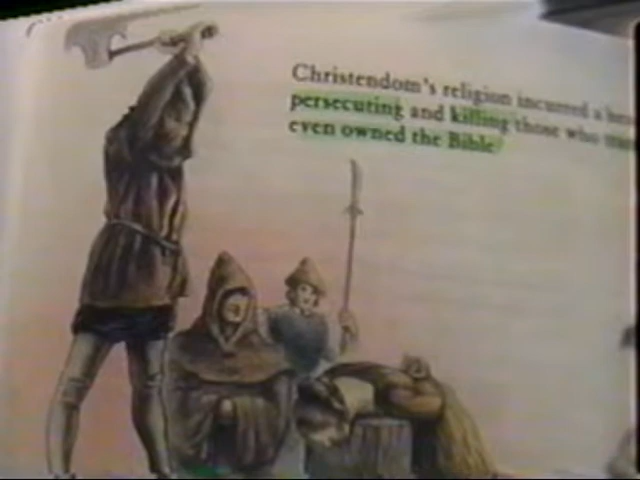 Christendom's religion incurred a
persecuting and killing those who
even owned the Bible